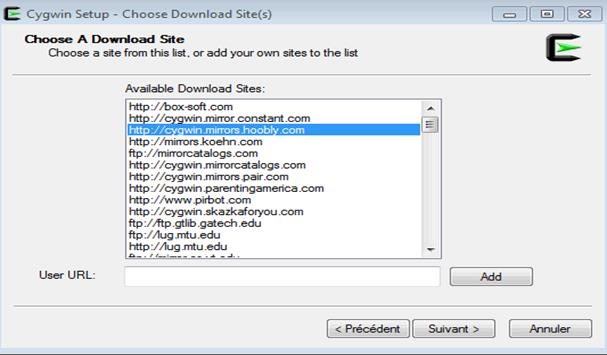 Cygwin Setup - Choose Download Site(s)
Choose A Download Site
Choose a site from this list, or add your own sites to the list
Available Download Sites:
http://box-soft.com
http://cygwin.mirror.constant.com
http://cygwin.mirrors.hoobly.com
http://mirrors.koehn.com
ftp://mirrorcatalogs.com
http://cygwin.mirrorcatalogs.com
http://cygwin.mirrors.pair.com
http://cygwin.parentingamerica.com
http://www.pirbot.com
http://cygwin.skazkaforyou.com
ftp://ftp.gtlib.gatech.edu
ftp://lug.mtu.edu
http://lug.mtu.edu
User URL:
Add
< Précédent
Suivant >
Annuler